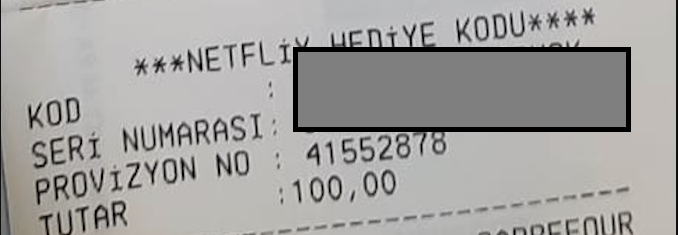 ***NETFLİX HEDİYE KODU****
KOD :
SERİ NUMARASI:
PROVİZYON NO : 41552878
TUTAR :100,00